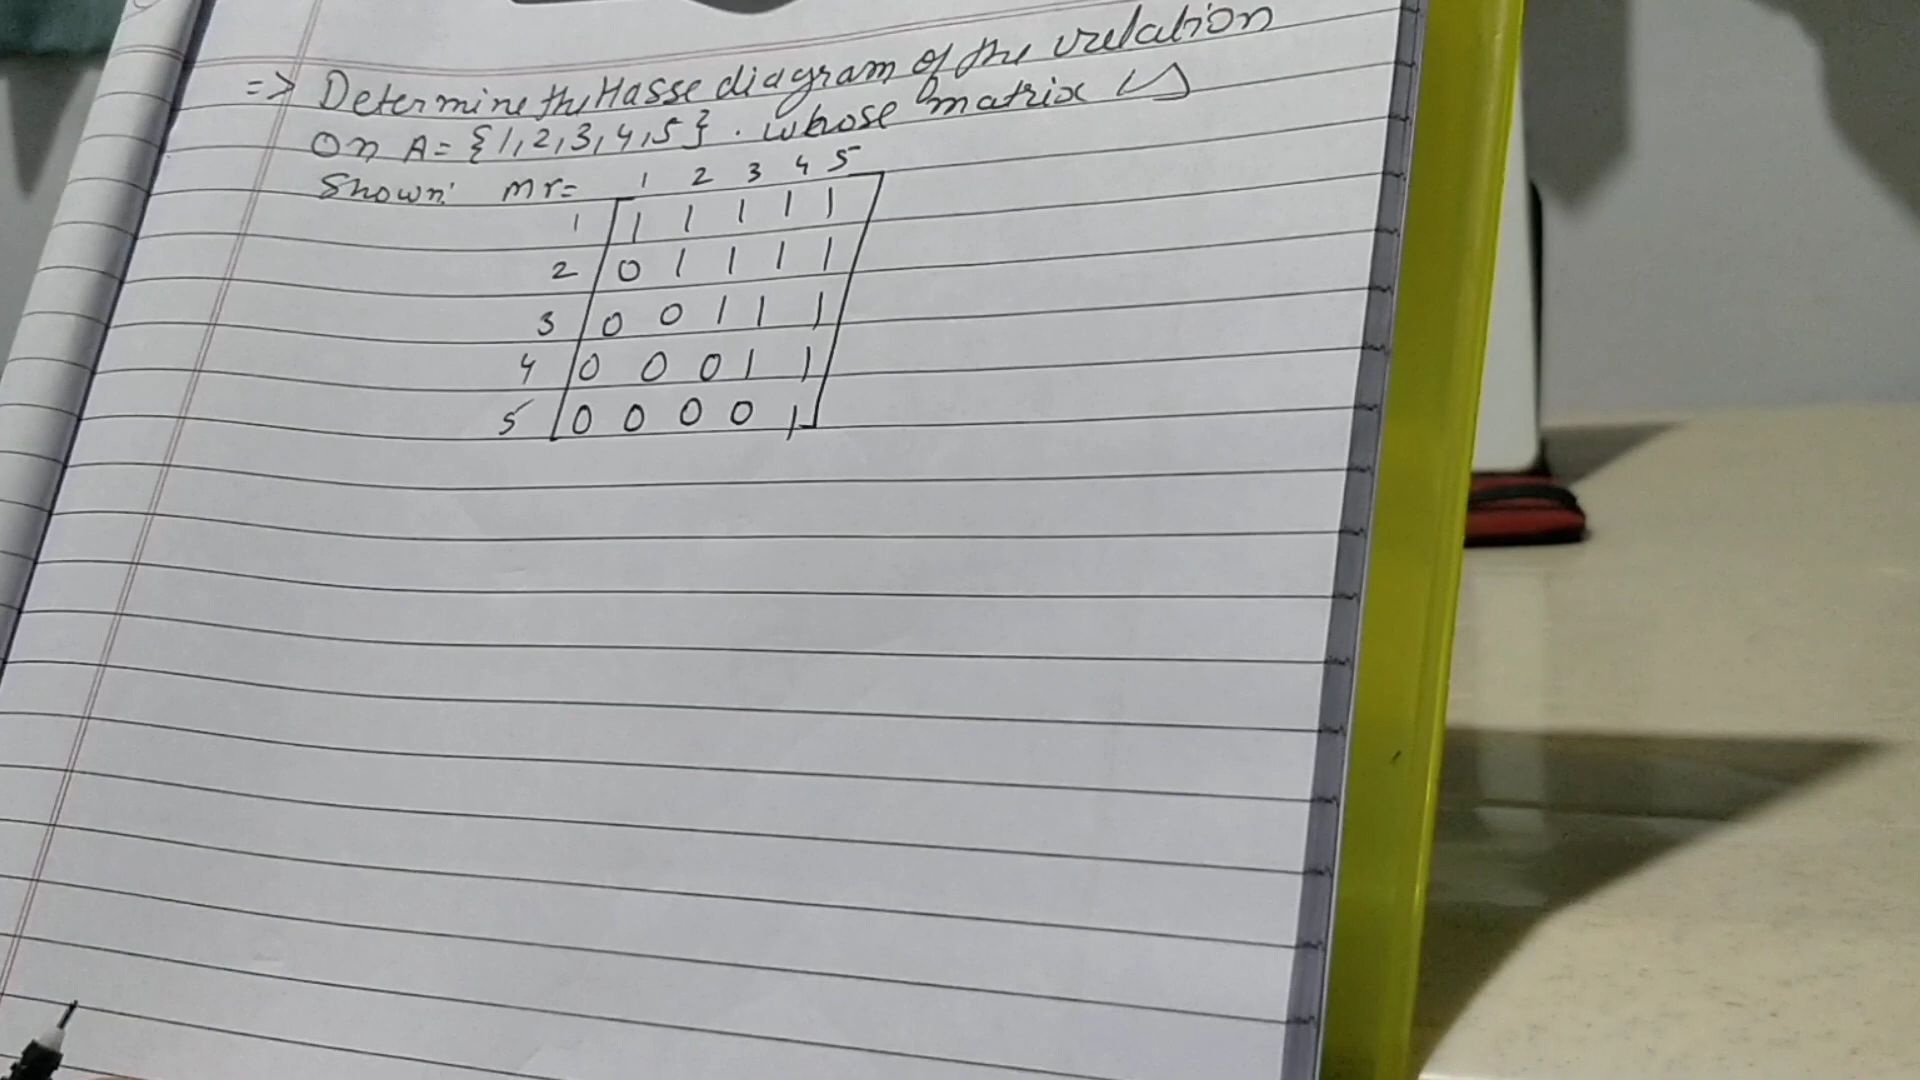 => Determine the Hasse diagram of the relation
on A = {1,2,3,4,5}. whose matrix is
Shown: Mr=
1 2 3 4 5
1 1 1 1 1 1
2 0 1 1 1 1
3 0 0 1 1 1
4 0 0 0 1 1
5 0 0 0 0 1